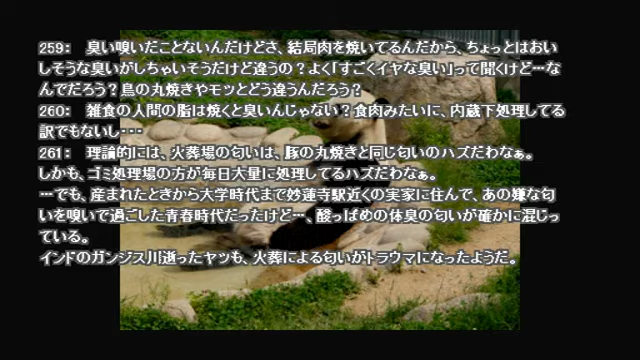 259：　臭い嗅いだことないんだけどさ、結局肉を焼いてるんだから、ちょっとはおい
しそうな臭いがしちゃいそうだけど違うの？よく「すごくイヤな臭い」って聞くけど…な
んでだろう？鳥の丸焼きやモツとどう違うんだろう？
260：　雑食の人間の脂は焼くと臭いんじゃない？食肉みたいに、内蔵下処理してる
訳でもないし・・・
261：　理論的には、火葬場の匂いは、豚の丸焼きと同じ匂いのハズだわなぁ。
しかも、ゴミ処理場の方が毎日大量に処理してるハズだわなぁ。
…でも、産まれたときから大学時代まで妙蓮寺駅近くの実家に住んで、あの嫌な匂
いを嗅いで過ごした青春時代だったけど…、酸っぱめの体臭の匂いが確かに混じっ
ている。
インドのガンジス川逝ったヤツも、火葬による匂いがトラウマになったようだ。